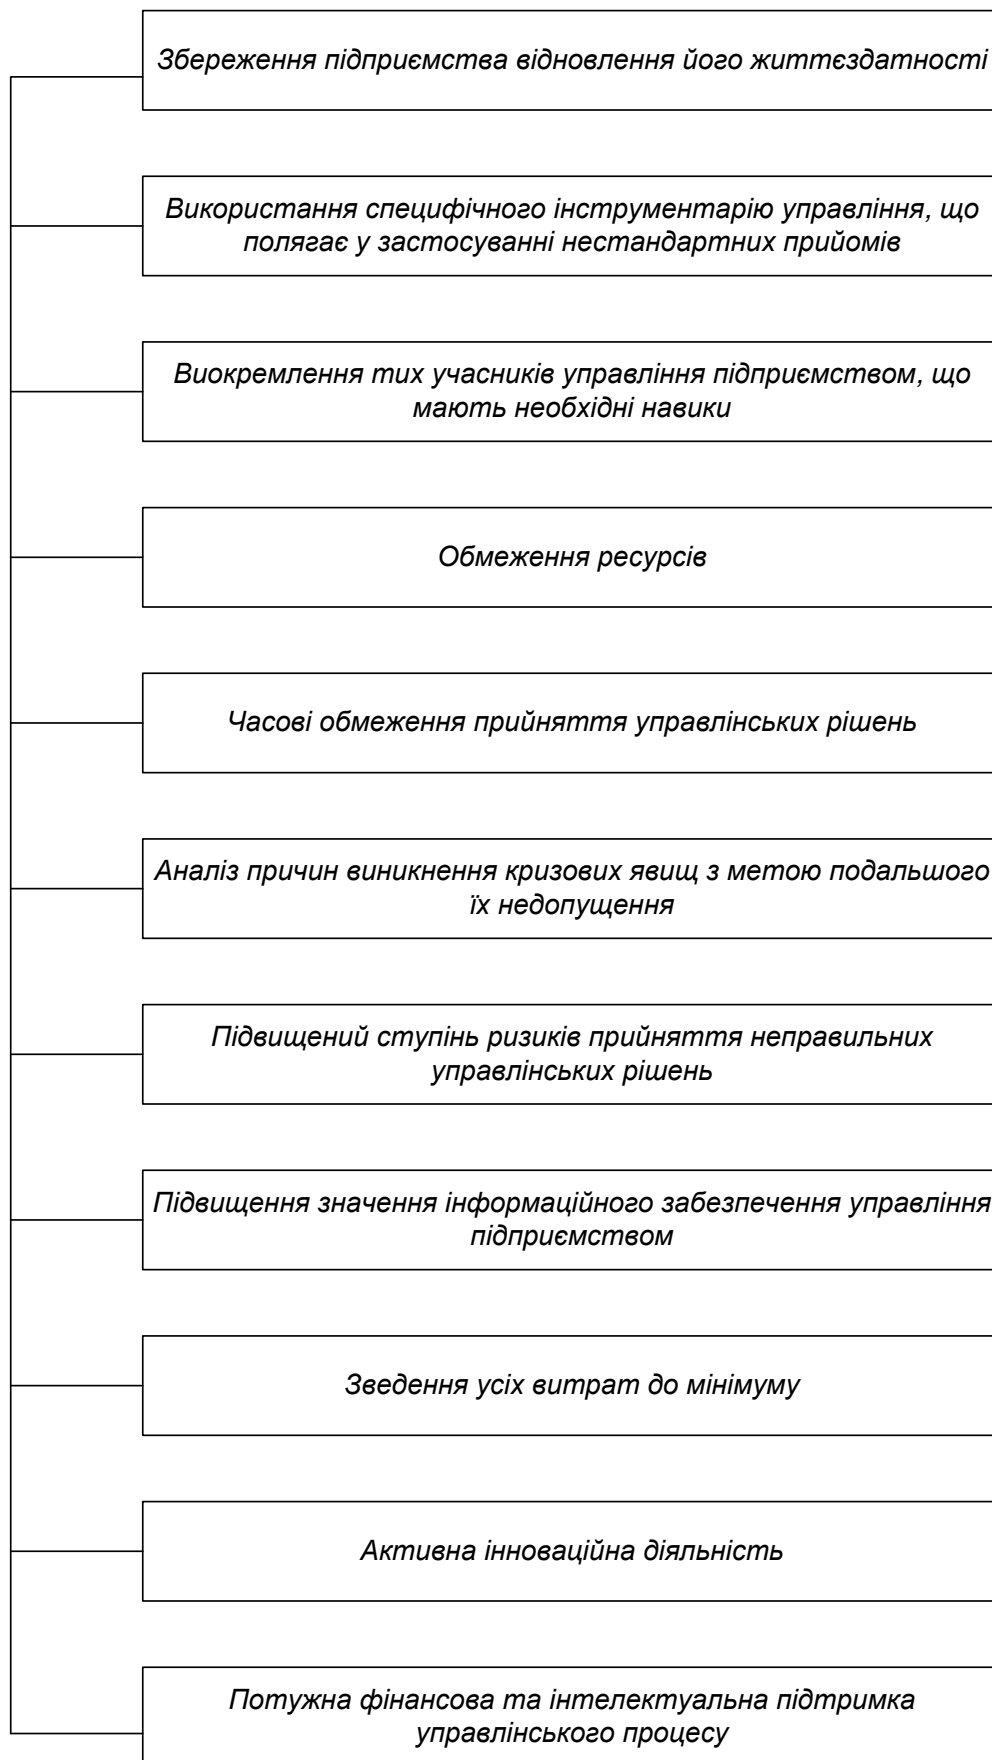 Збереження підприємства відновлення його життєздатності
Використання специфічного інструментарію управління, що
полягає у застосуванні нестандартних прийомів
Виокремлення тих учасників управління підприємством, що
мають необхідні навики
Обмеження ресурсів
Часові обмеження прийняття управлінських рішень
Аналіз причин виникнення кризових явищ з метою подальшого
їх недопущення
Підвищений ступінь ризиків прийняття неправильних
управлінських рішень
Підвищення значення інформаційного забезпечення управління
підприємством
Зведення усіх витрат до мінімуму
Активна інноваційна діяльність
Потужна фінансова та інтелектуальна підтримка
управлінського процесу